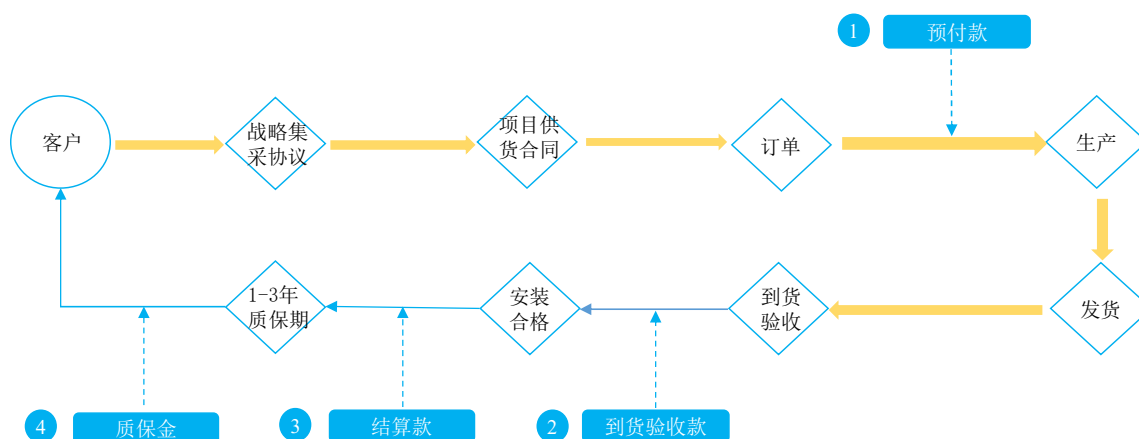 1
预付款
客户
战略集
采协议
项目供
货合同
订单
生产
1-3年
质保期
安装
合格
到货
验收
发货
4
质保金
3
结算款
2
到货验收款